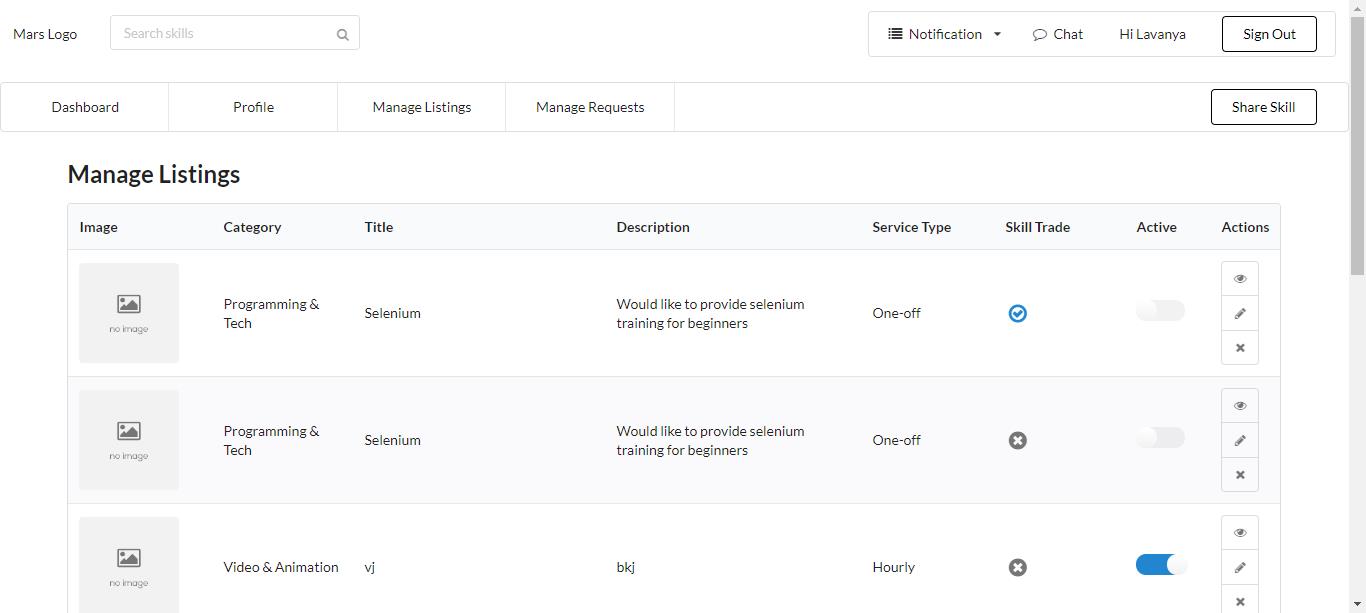 Mars Logo
Search skills
Notification
Chat
Hi Lavanya
Sign Out
Dashboard
Profile
Manage Listings
Manage Requests
Share Skill
Manage Listings
Image
Category
Title
Description
Service Type
Skill Trade
Active
Actions
no image
Programming &
Tech
Selenium
Would like to provide selenium
training for beginners
One-off
no image
Programming &
Tech
Selenium
Would like to provide selenium
training for beginners
One-off
no image
Video & Animation
vj
bkj
Hourly